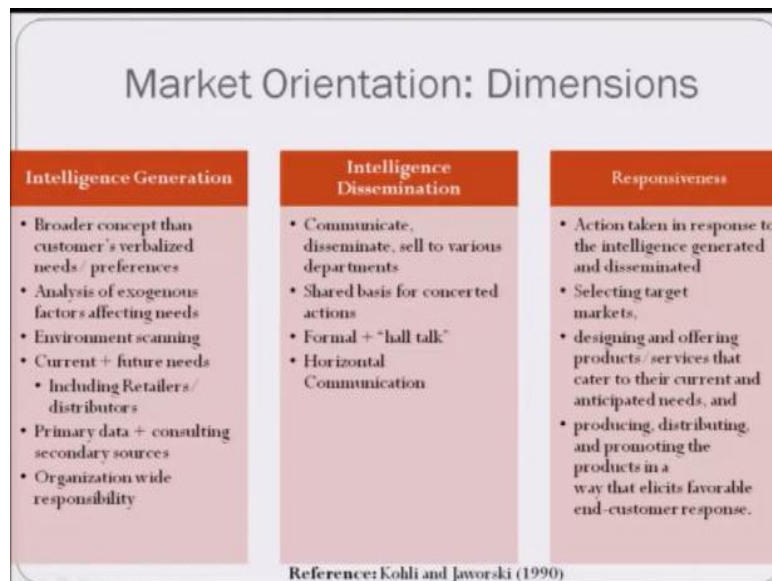 Market Orientation: Dimensions
Intelligence Generation
• Broader concept than
customer's verbalized
needs/ preferences
• Analysis of exogenous
factors affecting needs
• Environment scanning
• Current + future needs
• Including Retailers/
distributors
• Primary data + consulting
secondary sources
• Organization wide
responsibility
Intelligence
Dissemination
• Communicate,
disseminate, sell to various
departments
• Shared basis for concerted
actions
• Formal + "hall talk"
• Horizontal
Communication
Responsiveness
• Action taken in response to
the intelligence generated
and disseminated
• Selecting target
markets,
• designing and offering
products/services that
cater to their current and
anticipated needs, and
• producing, distributing,
and promoting the
products in a
way that elicits favorable
end-customer response.
Reference: Kohli and Jaworski (1990)